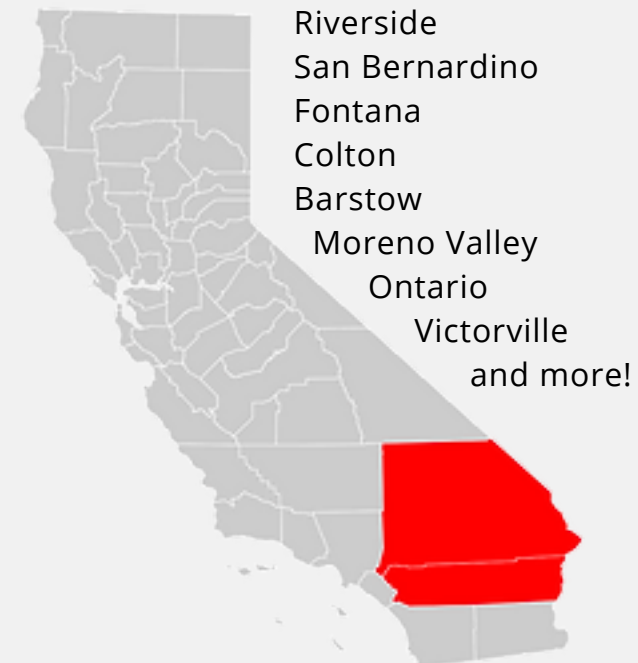 Riverside
San Bernardino
Fontana
Colton
Barstow
Moreno Valley
Ontario
Victorville
and more!